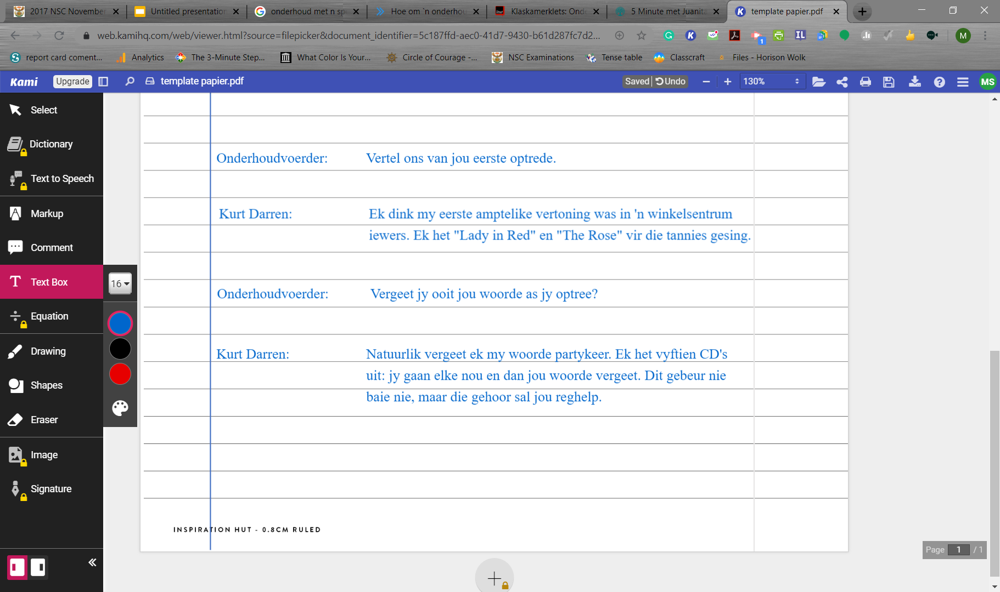 2017 NSC November
Untitled presentation
onderhoud met n sp
Hoe om `n onderhou
Klaskamerklets: Ond
5 Minute met Juanita
template papier.pdf
web.kamihq.com/web/viewer.html?source=filepicker&document_identifier=5c187ffd-aec0-41d7-9430-b61d287fc7d2...
1
M
report card coment...
Analytics
The 3-Minute Step...
What Color Is Your...
Circle of Courage -...
NSC Examinations
Tense table
Classcraft
Files - Horison Wolk
Kami
Upgrade
template papier.pdf
Saved
Undo
130%
MS
Select
Dictionary
Text to Speech
Markup
Comment
Text Box
16
Equation
Drawing
Shapes
Eraser
Image
Signature
Onderhoudvoerder: Vertel ons van jou eerste optrede.
Kurt Darren: Ek dink my eerste amptelike vertoning was in 'n winkelsentrum
iewers. Ek het "Lady in Red" en "The Rose" vir die tannies gesing.
Onderhoudvoerder: Vergeet jy ooit jou woorde as jy optree?
Kurt Darren: Natuurlik vergeet ek my woorde partykeer. Ek het vyftien CD's
uit: jy gaan elke nou en dan jou woorde vergeet. Dit gebeur nie
baie nie, maar die gehoor sal jou reghelp.
INSPIRATION HUT - 0.8CM RULED
Page 1 / 1